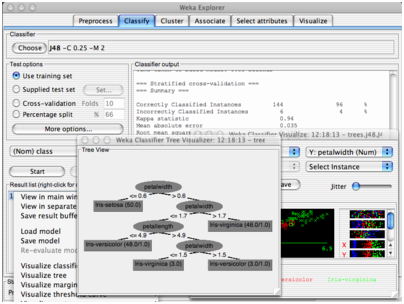 Weka Explorer
Preprocess Classify Cluster Associate Select attributes Visualize
Classifier
Choose J48 -C 0.25 -M 2
Test options
Use training set
Supplied test set Set...
Cross-validation Folds 10
Percentage split % 66
More options...
(Nom) class
Start
Result list (right-click for
Classifier output
=== Stratified cross-validation ===
=== Summary ===
Correctly Classified Instances 144 96 %
Incorrectly Classified Instances 6 4 %
Kappa statistic 0.94
Mean absolute error 0.035
Root mean square
Weka Classifier Visualize: 12:18:13 - trees.J48.J
Y: petalwidth (Num)
Select Instance
Jitter
6.9
X
Y
Iris-virginica
Weka Classifier Tree Visualizer: 12:18:13 - tree
Tree View
petalwidth
<= 0.6 > 0.6
Iris-setosa (50.0) petalwidth
<= 1.7 > 1.7
petallength Iris-virginica (46.0/1.0)
<= 4.9 > 4.9
Iris-versicolor (48.0/1.0) petalwidth
<= 1.5 > 1.5
Iris-virginica (3.0) Iris-versicolor (3.0/1.0)
View in main win
View in separate
Save result buffe
Load model
Save model
Re-evaluate mod
Visualize classifi
Visualize tree
Visualize margin
Visualize threshold curve